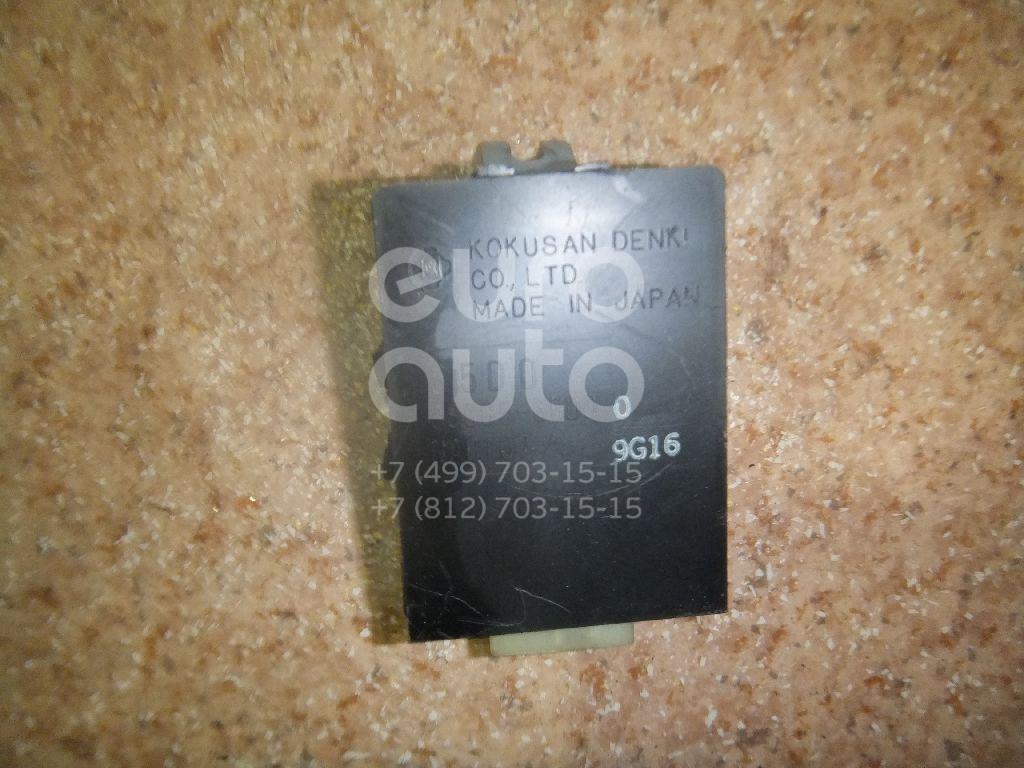 KOKUSAN DENKI
CO., LTD
MADE IN JAPAN
euro
auto
5D0
0
9G16
+7 (499) 703-15-15
+7 (812) 703-15-15